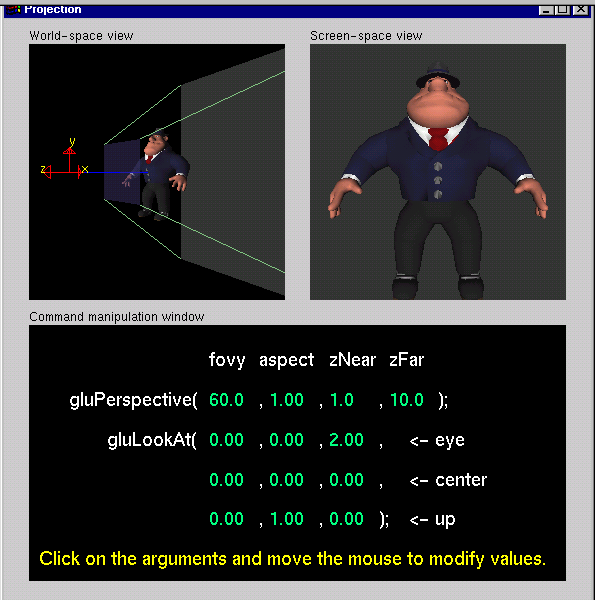 Projection
World-space view
Screen-space view
y
z
x
Command manipulation window
fovy aspect zNear zFar
gluPerspective( 60.0 , 1.00 , 1.0 , 10.0 );
gluLookAt( 0.00 , 0.00 , 2.00 , <- eye
0.00 , 0.00 , 0.00 , <- center
0.00 , 1.00 , 0.00 ); <- up
Click on the arguments and move the mouse to modify values.